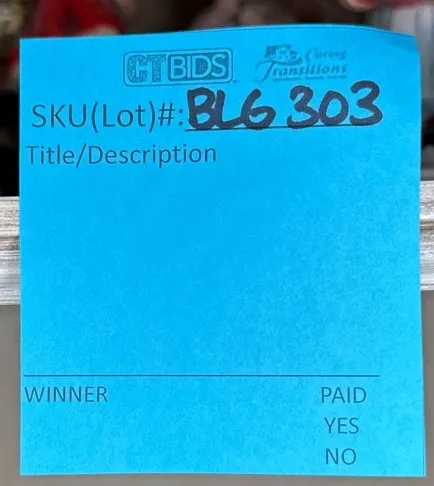 CTBIDS
Caring
Transitions
SKU(Lot)#: BLG 303
Title/Description
WINNER PAID
YES
NO